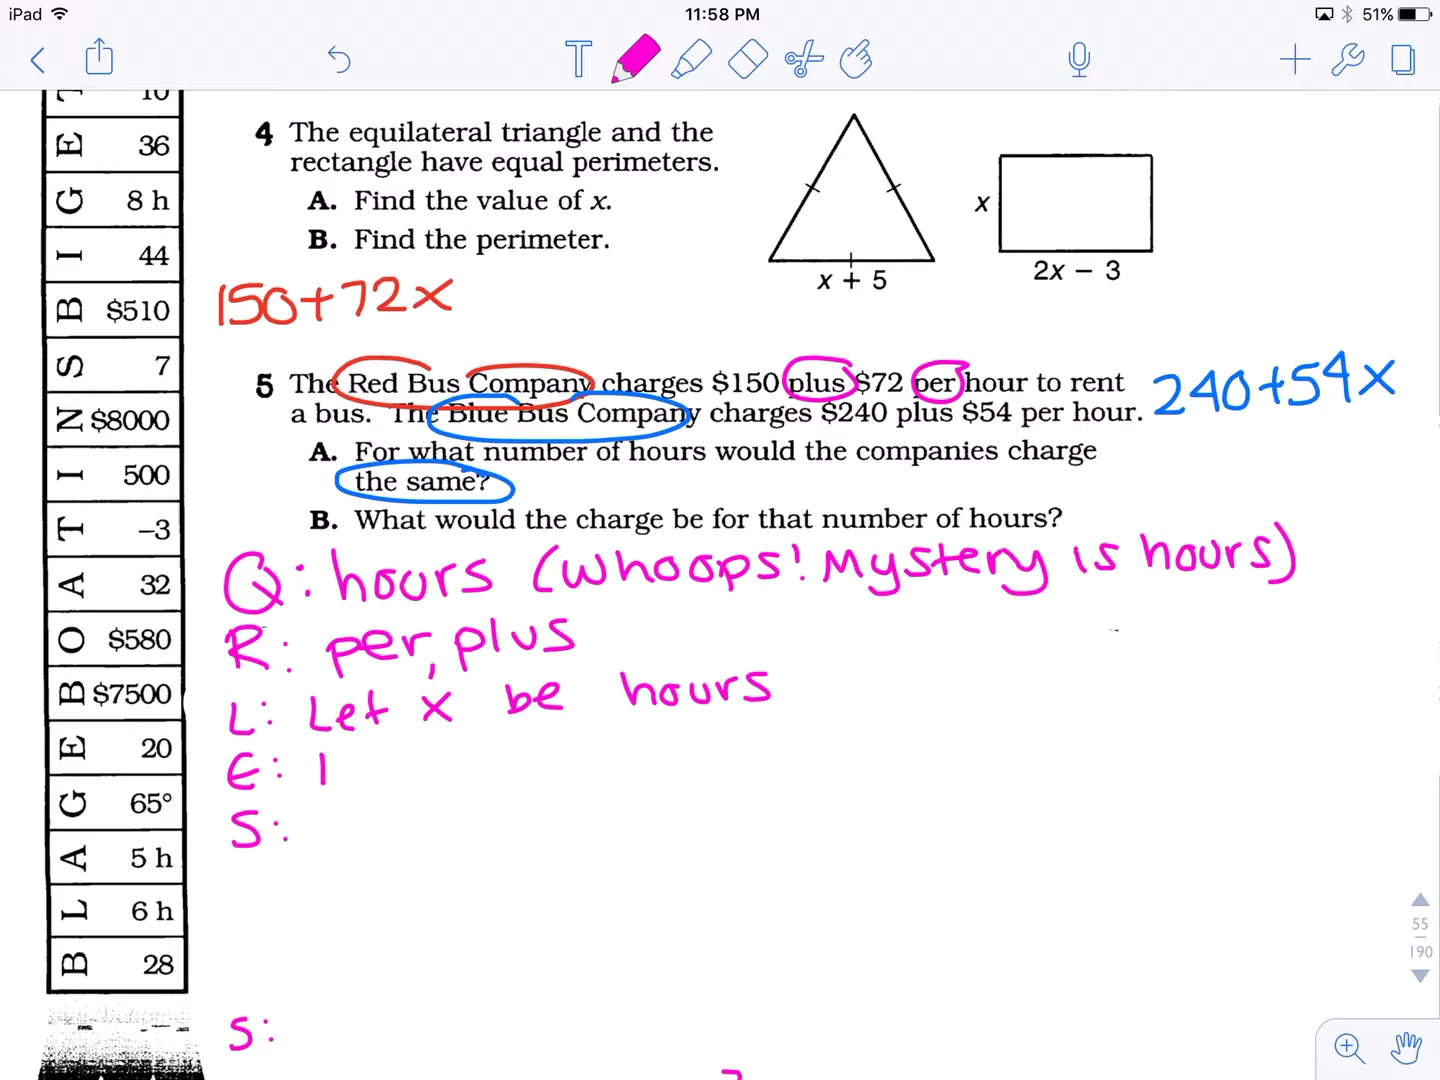 iPad
11:58 PM
51%
T 10
E 36
G 8 h
I 44
B $510
S 7
N $8000
I 500
T −3
A 32
O $580
B $7500
E 20
G 65°
A 5 h
L 6 h
B 28
4 The equilateral triangle and the
rectangle have equal perimeters.
A. Find the value of x.
B. Find the perimeter.
x + 5
x
2x − 3
150+72x
5 The Red Bus Company charges $150 plus $72 per hour to rent
a bus. The Blue Bus Company charges $240 plus $54 per hour.
240+54x
A. For what number of hours would the companies charge
the same?
B. What would the charge be for that number of hours?
Q: hours (whoops! Mystery is hours)
R: per, plus
L: Let x be hours
E: 1
S:
S:
55
190